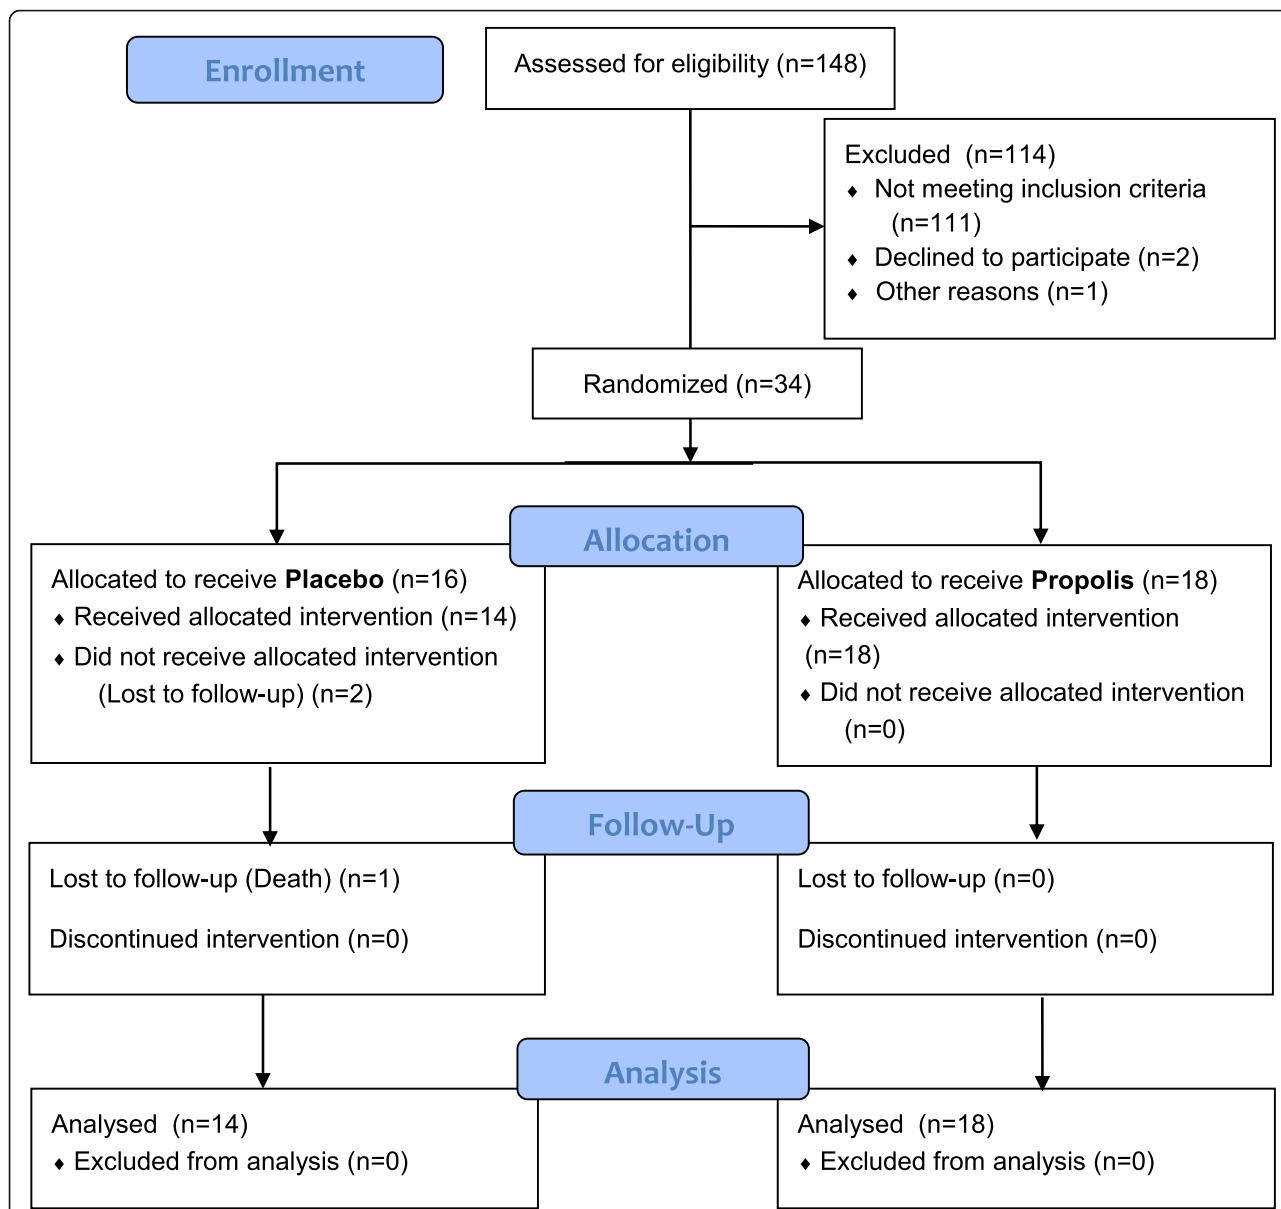 Enrollment
Assessed for eligibility (n=148)
Excluded (n=114)
♦ Not meeting inclusion criteria
(n=111)
♦ Declined to participate (n=2)
♦ Other reasons (n=1)
Randomized (n=34)
Allocation
Allocated to receive Placebo (n=16)
♦ Received allocated intervention (n=14)
♦ Did not receive allocated intervention
(Lost to follow-up) (n=2)
Allocated to receive Propolis (n=18)
♦ Received allocated intervention
(n=18)
♦ Did not receive allocated intervention
(n=0)
Follow-Up
Lost to follow-up (Death) (n=1)
Discontinued intervention (n=0)
Lost to follow-up (n=0)
Discontinued intervention (n=0)
Analysis
Analysed (n=14)
♦ Excluded from analysis (n=0)
Analysed (n=18)
♦ Excluded from analysis (n=0)